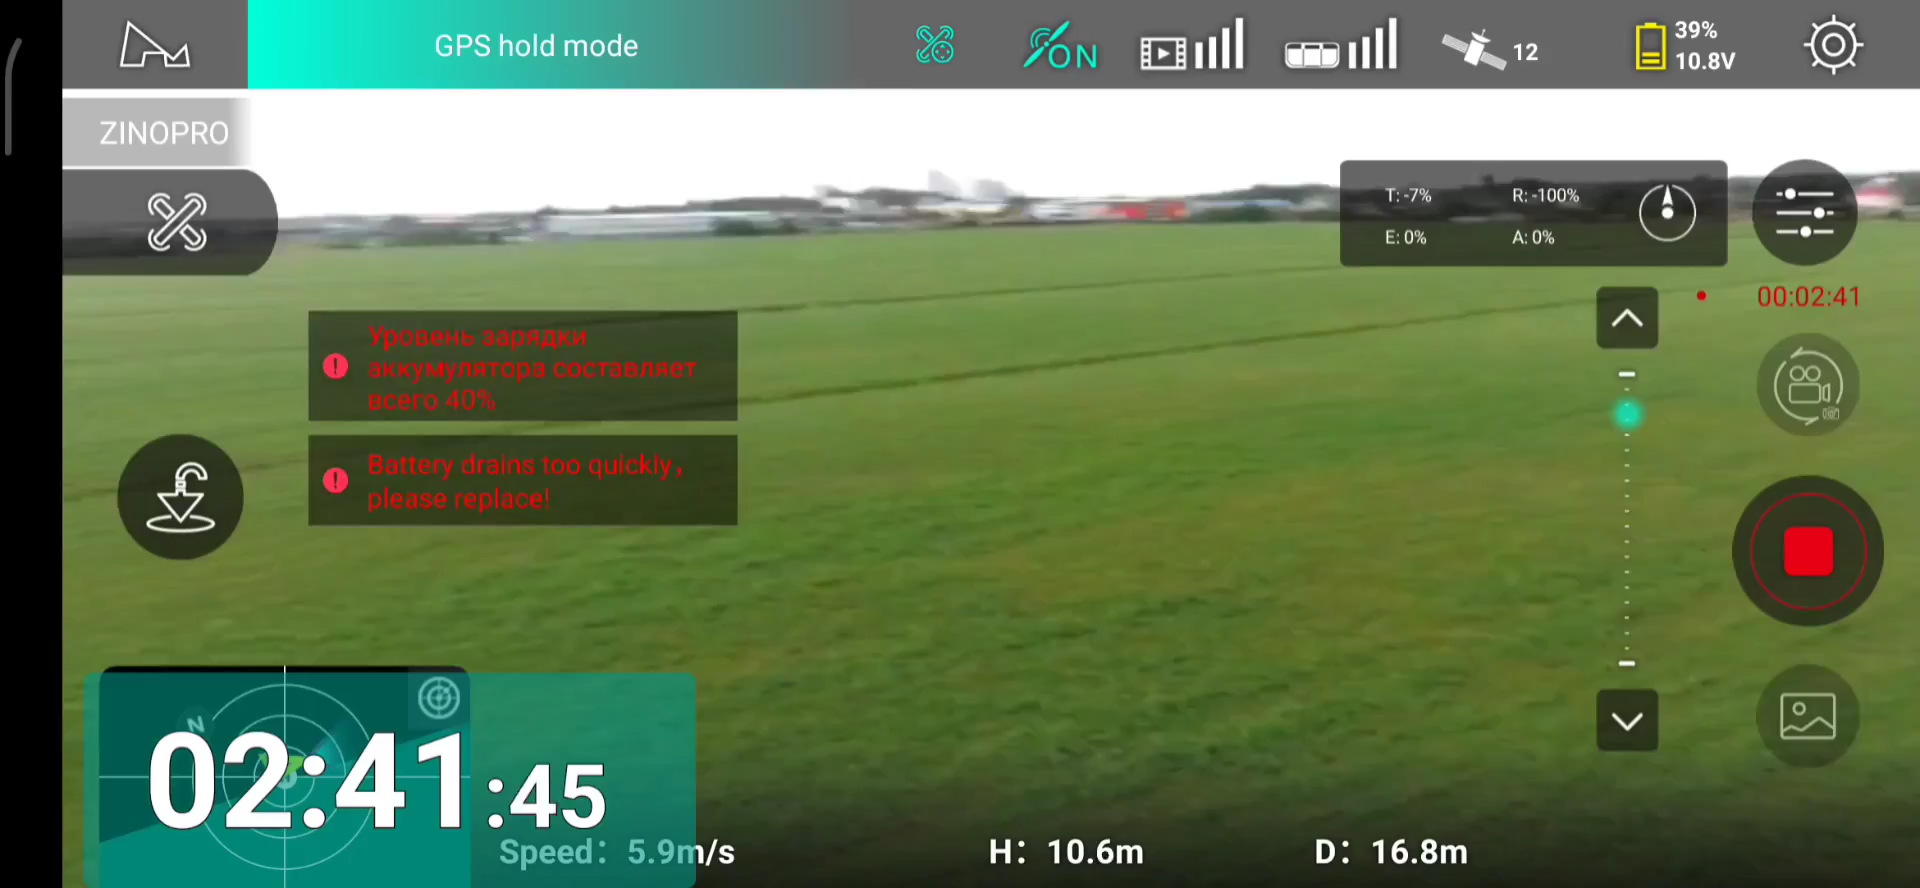 GPS hold mode
ON
12
39%
10.8V
ZINOPRO
T: -7%
R: -100%
E: 0%
A: 0%
00:02:41
Уровень зарядки
аккумулятора составляет
всего 40%
Battery drains too quickly,
please replace!
N
02:41:45
Speed: 5.9m/s
H: 10.6m
D: 16.8m